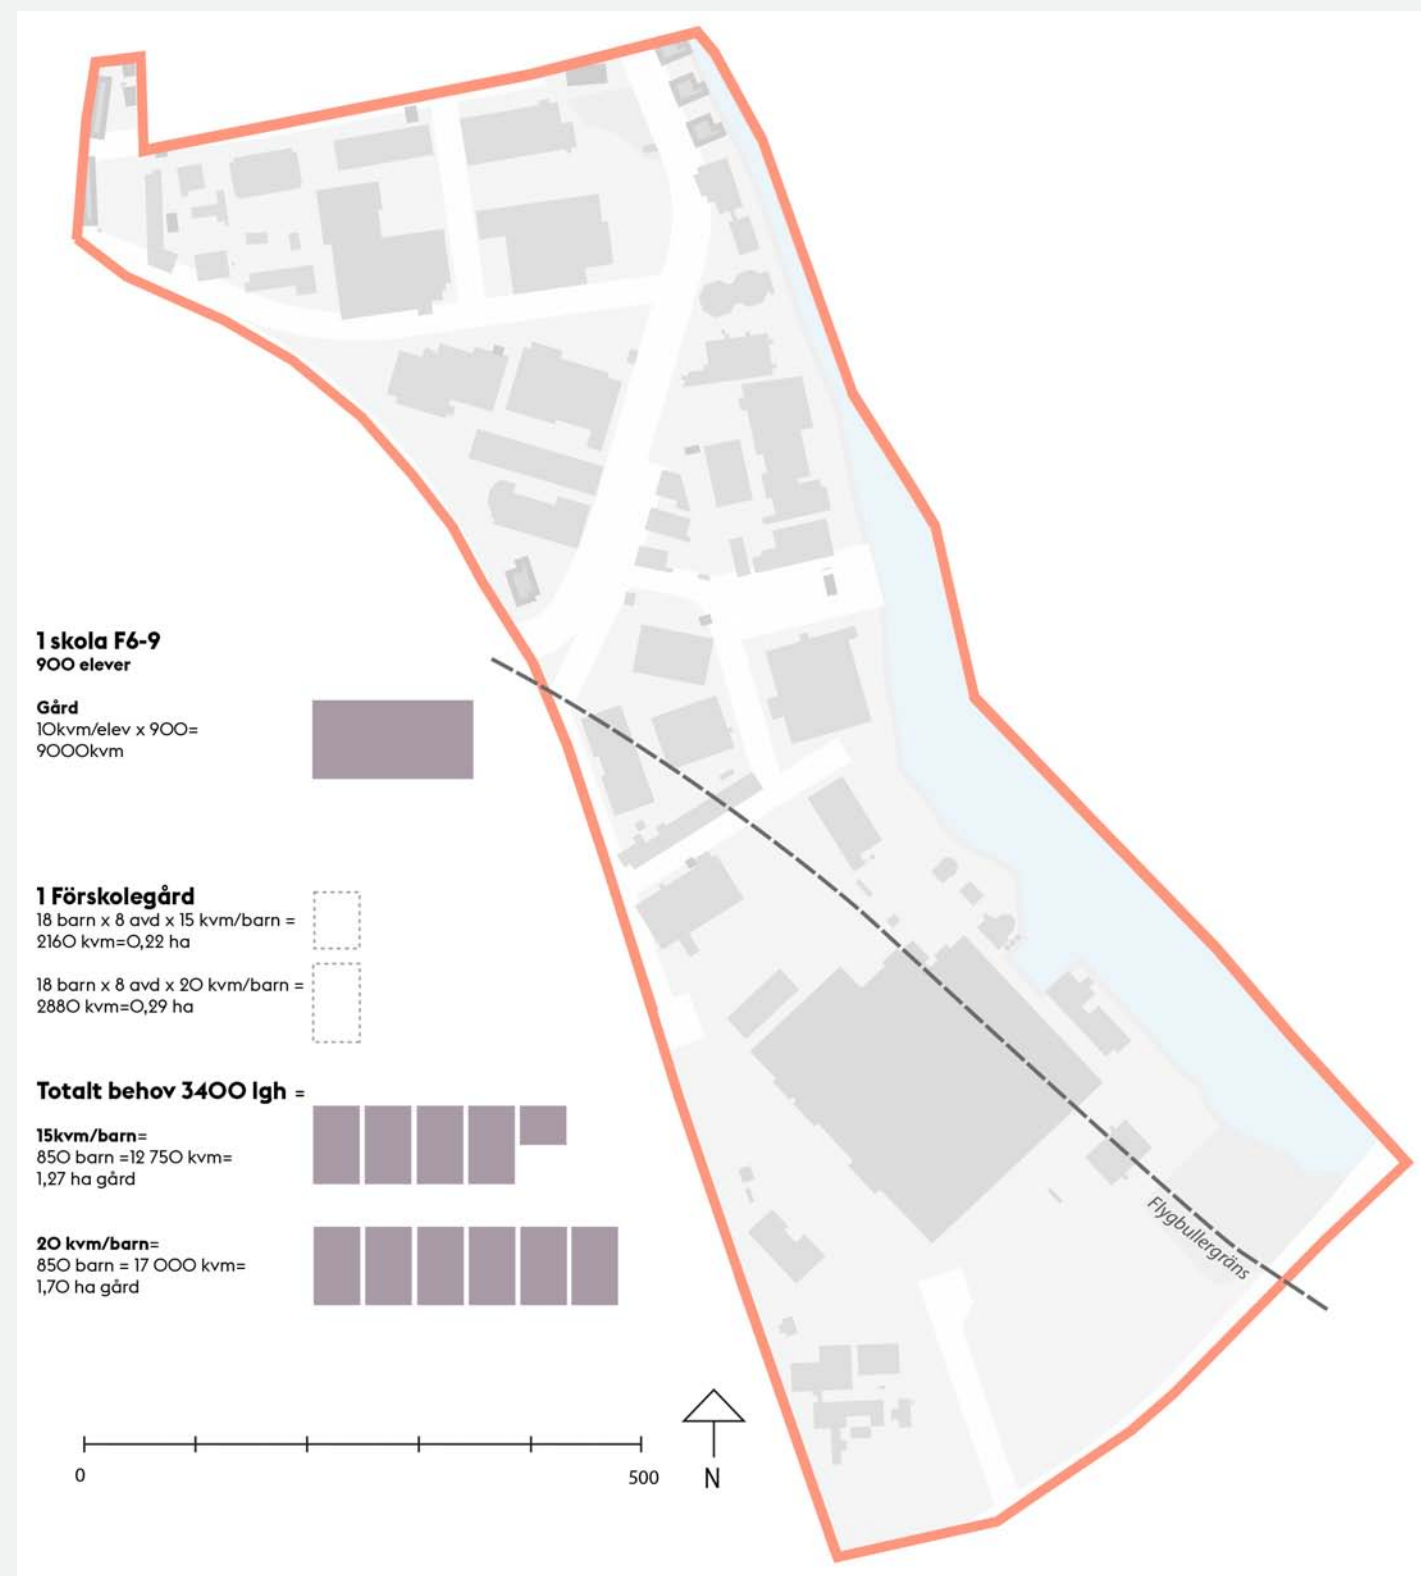 1 skola F6-9
900 elever
Gård
10kvm/elev x 900=
9000kvm
1 Förskolegård
18 barn x 8 avd x 15 kvm/barn =
2160 kvm=0,22 ha
18 barn x 8 avd x 20 kvm/barn =
2880 kvm=0,29 ha
Totalt behov 3400 lgh =
15kvm/barn=
850 barn =12 750 kvm=
1,27 ha gård
20 kvm/barn=
850 barn = 17 000 kvm=
1,70 ha gård
Flygbullergräns
0
500
N